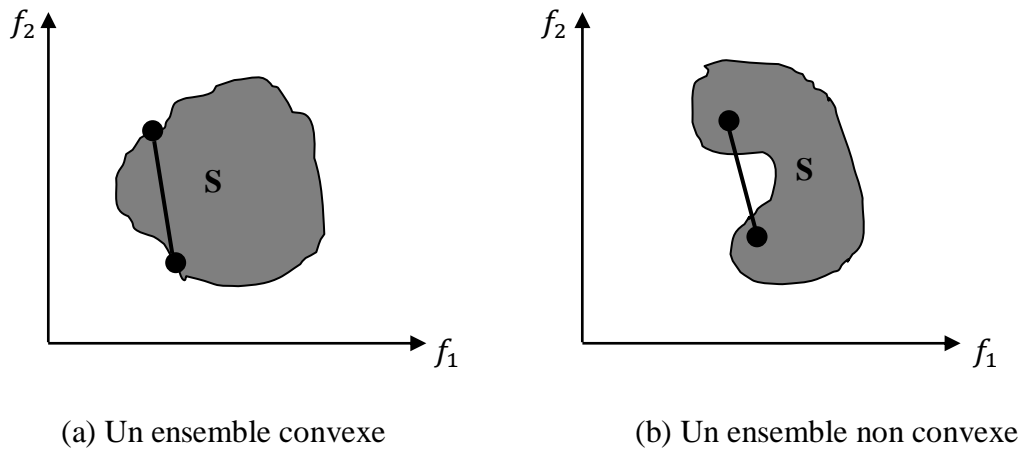 f₂
S
f₁
(a) Un ensemble convexe
f₂
S
f₁
(b) Un ensemble non convexe